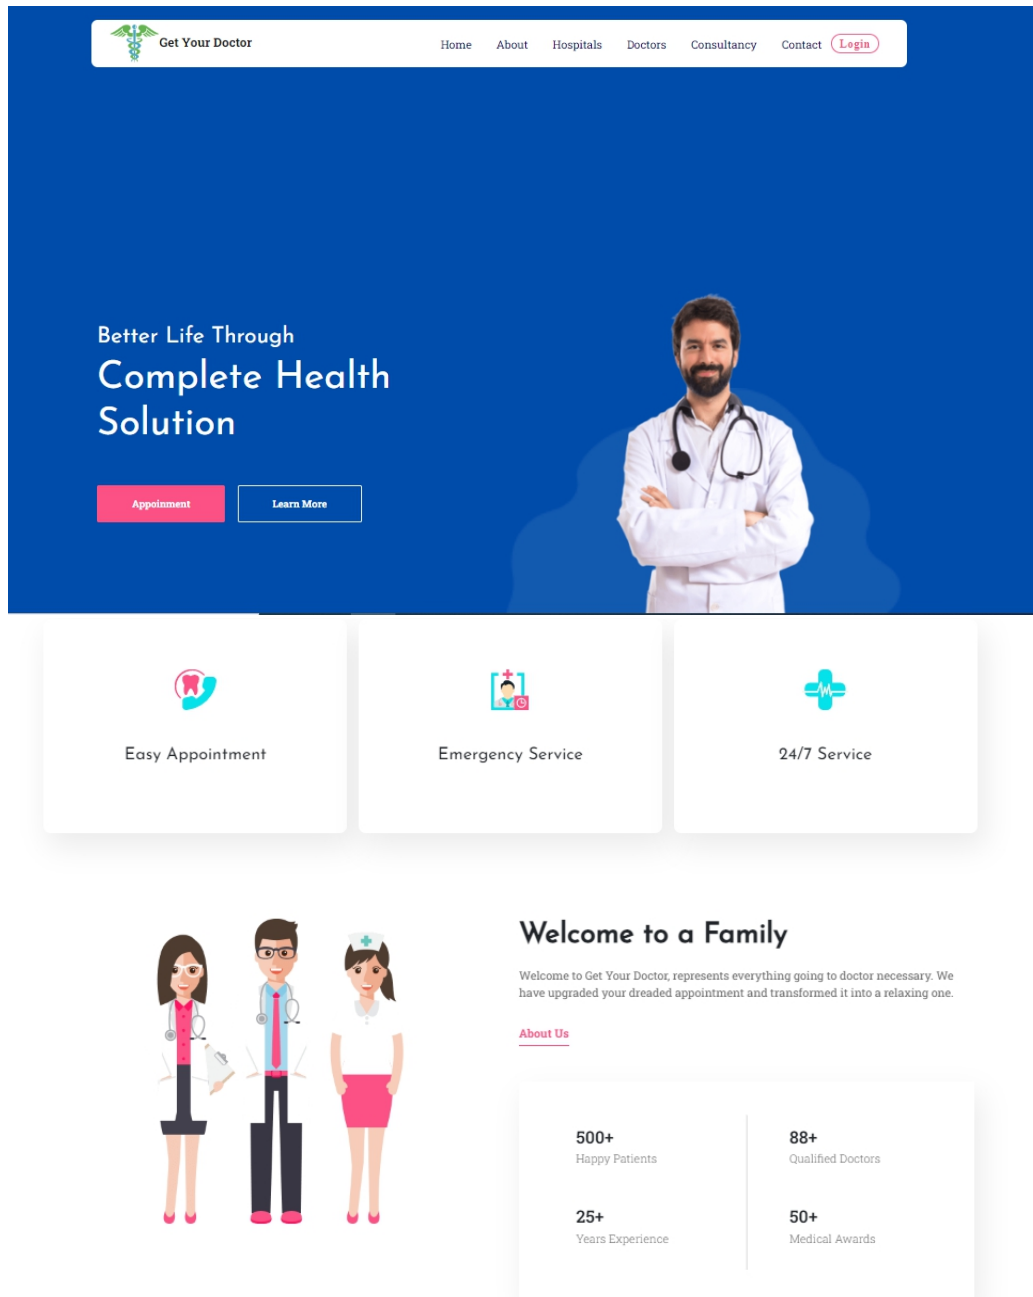 Get Your Doctor
Home About Hospitals Doctors Consultancy Contact Login
Better Life Through
Complete Health
Solution
Appoinment Learn More
Easy Appointment
Emergency Service
24/7 Service
Welcome to a Family
Welcome to Get Your Doctor, represents everything going to doctor necessary. We
have upgraded your dreaded appointment and transformed it into a relaxing one.
About Us
500+
Happy Patients
88+
Qualified Doctors
25+
Years Experience
50+
Medical Awards